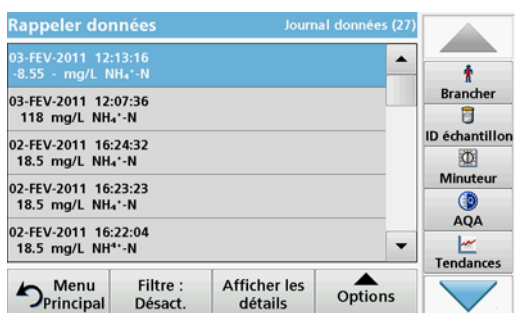 Rappeler données Journal données (27)
03-FEV-2011 12:13:16
-8.55 - mg/L NH₄⁺-N
03-FEV-2011 12:07:36
118 mg/L NH₄⁺-N
02-FEV-2011 16:24:32
18.5 mg/L NH₄⁺-N
02-FEV-2011 16:23:23
18.5 mg/L NH₄⁺-N
02-FEV-2011 16:22:04
18.5 mg/L NH⁴⁺-N
Brancher
ID échantillon
Minuteur
AQA
Tendances
Menu
Principal
Filtre :
Désact.
Afficher les
détails
Options